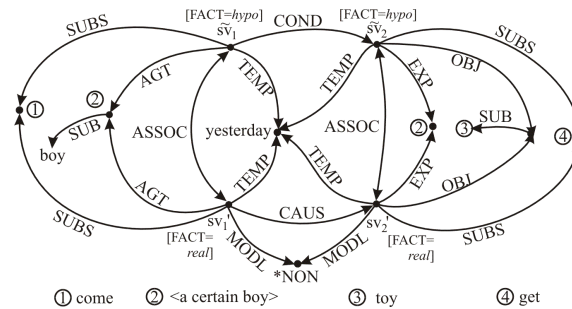 [FACT=hypo] COND [FACT=hypo]
SUBS s̃v₁ s̃v₂ SUBS
AGT TEMP TEMP EXP OBJ
① ② ASSOC yesterday ASSOC ② ③ SUB ④
SUB
boy
AGT TEMP TEMP EXP OBJ
SUBS sv₁' CAUS sv₂' SUBS
[FACT= MODL MODL [FACT=
real] *NON real]
① come ② <a certain boy> ③ toy ④ get